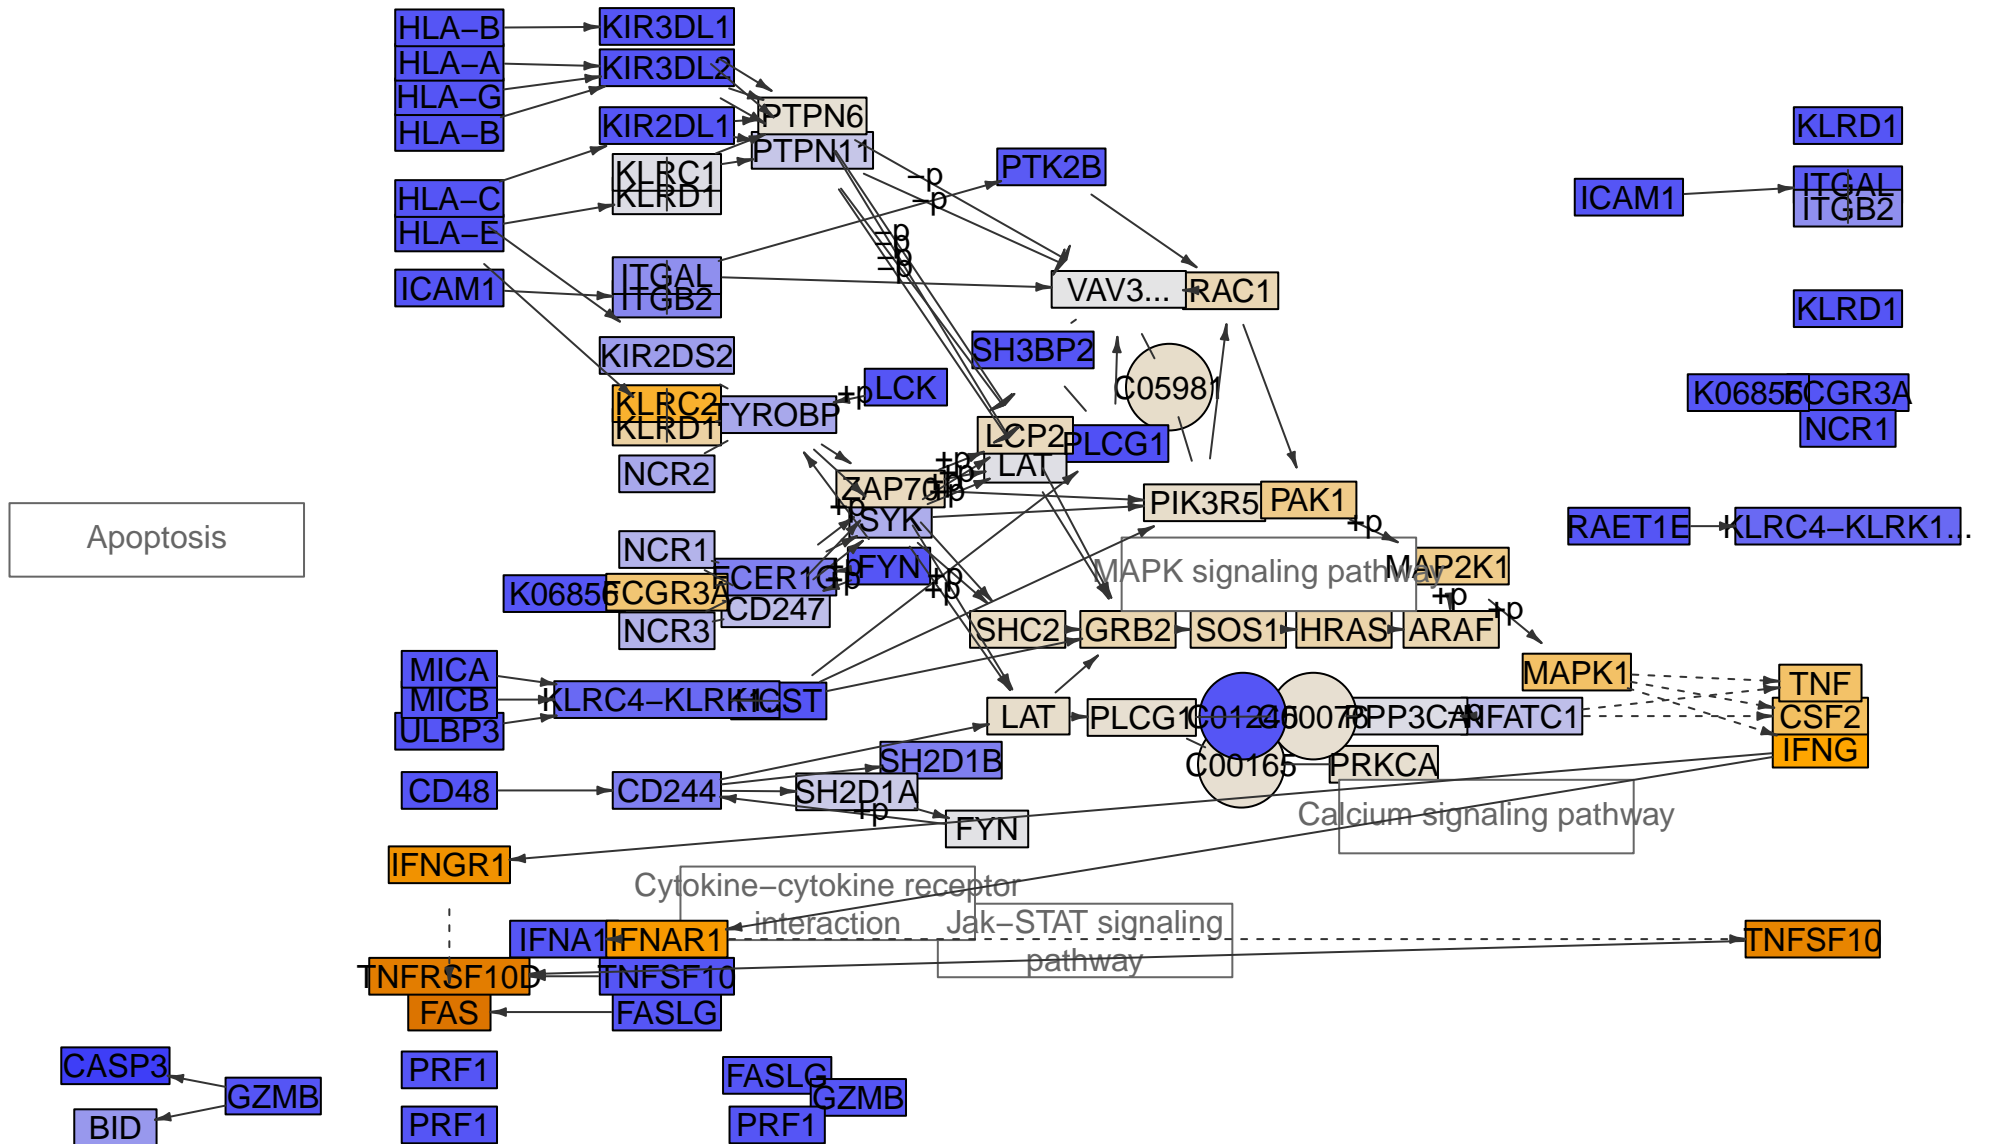 HLA−B
KIR3DL1
HLA−A
KIR3DL2
HLA−G
PTPN6
HLA−B
KIR2DL1
KLRD1
PTPN11
KLRC1
PTK2B
−p
KLRD1
HLA−C
−p
ICAM1
ITGAL
ITGB2
HLA−E
−p
−p
−p
−p
ITGAL
ICAM1
ITGB2
VAV3...
RAC1
KLRD1
KIR2DS2
SH3BP2
C05981
LCK
+p
KLRC2
TYROBP
KLRD1
K06856
FCGR3A
NCR1
LCP2
PLCG1
NCR2
+p
+p
+p
+p
LAT
ZAP70
PIK3R5
PAK1
+p
SYK
+p
RAET1E
KLRC4−KLRK1...
Apoptosis
NCR1
FCER1G
+p
+p
FYN
+p
+p
MAPK signaling pathway
MAP2K1
K06856
FCGR3A
CD247
+p
+p
NCR3
SHC2
GRB2
SOS1
HRAS
ARAF
MICA
MAPK1
TNF
MICB
KLRC4−KLRK1...
HCST
ULBP3
LAT
PLCG1
C01245
C00076
PPP3CA
−p
NFATC1
CSF2
IFNG
SH2D1B
C00165
PRKCA
CD48
CD244
SH2D1A
+p
FYN
Calcium signaling pathway
IFNGR1
Cytokine−cytokine receptor
interaction
Jak−STAT signaling
pathway
IFNA1
IFNAR1
TNFSF10
TNFRSF10D
TNFSF10
FAS
FASLG
CASP3
PRF1
FASLG
GZMB
GZMB
BID
PRF1
PRF1